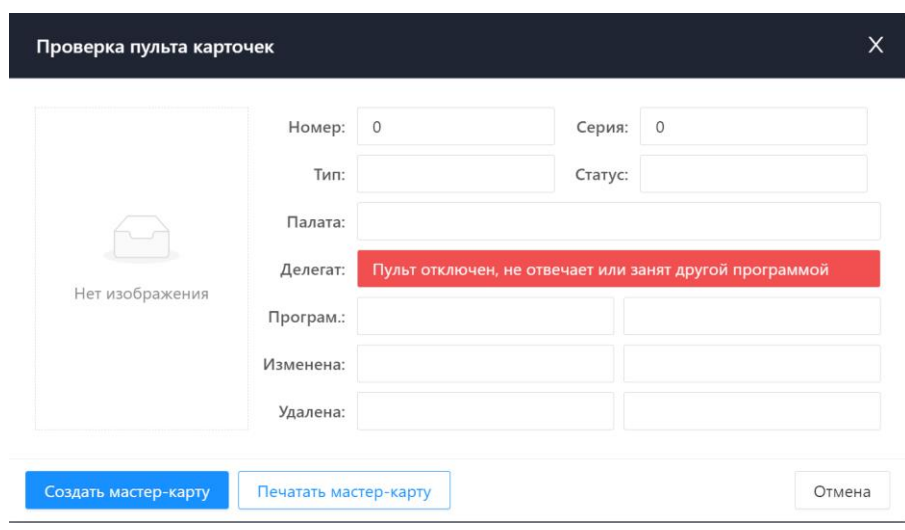 Проверка пульта карточек X
Номер: 0 Серия: 0
Тип: Статус:
Палата:
Делегат: Пульт отключен, не отвечает или занят другой программой
Нет изображения
Програм.:
Изменена:
Удалена:
Создать мастер-карту Печатать мастер-карту Отмена